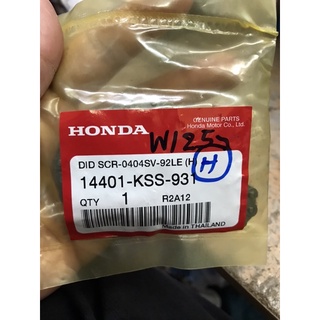 GENUINE PARTS
Honda Motor Co., Ltd.
HONDA
DID SCR-0404SV-92LE (H
H
14401-KSS-931
QTY 1 R2A12
Made in THAILAND